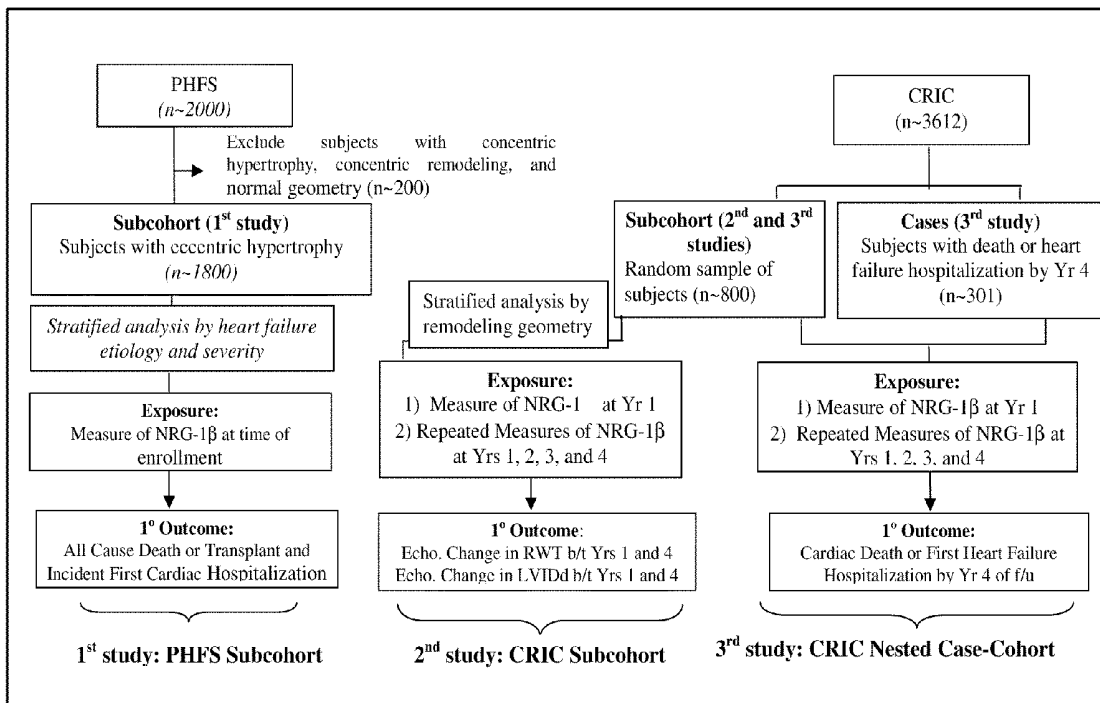 PHFS
(n~2000)
Exclude subjects with concentric
hypertrophy, concentric remodeling, and
normal geometry (n~200)
Subcohort (1st study)
Subjects with eccentric hypertrophy
(n~1800)
Stratified analysis by heart failure
etiology and severity
Exposure:
Measure of NRG-1β at time of
enrollment
1° Outcome:
All Cause Death or Transplant and
Incident First Cardiac Hospitalization
1st study: PHFS Subcohort
CRIC
(n~3612)
Subcohort (2nd and 3rd
studies)
Random sample of
subjects (n~800)
Cases (3rd study)
Subjects with death or heart
failure hospitalization by Yr 4
(n~301)
Stratified analysis by
remodeling geometry
Exposure:
1) Measure of NRG-1 at Yr 1
2) Repeated Measures of NRG-1β
at Yrs 1, 2, 3, and 4
1° Outcome:
Echo. Change in RWT b/t Yrs 1 and 4
Echo. Change in LVIDd b/t Yrs 1 and 4
2nd study: CRIC Subcohort
Exposure:
1) Measure of NRG-1β at Yr 1
2) Repeated Measures of NRG-1β at
Yrs 1, 2, 3, and 4
1° Outcome:
Cardiac Death or First Heart Failure
Hospitalization by Yr 4 of f/u
3rd study: CRIC Nested Case-Cohort